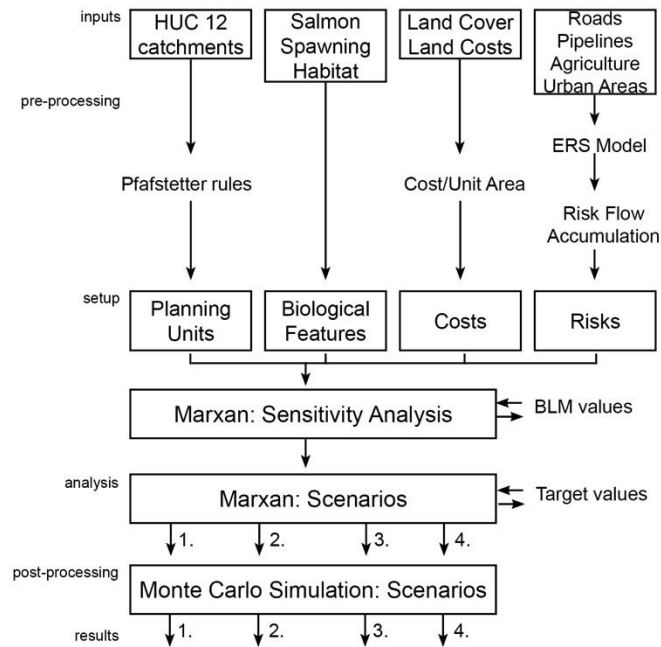 inputs
HUC 12
catchments
Salmon
Spawning
Habitat
Land Cover
Land Costs
Roads
Pipelines
Agriculture
Urban Areas
pre-processing
Pfafstetter rules
Cost/Unit Area
ERS Model
Risk Flow
Accumulation
setup
Planning
Units
Biological
Features
Costs
Risks
Marxan: Sensitivity Analysis
BLM values
analysis
Marxan: Scenarios
Target values
1. 2. 3. 4.
post-processing
Monte Carlo Simulation: Scenarios
results
1. 2. 3. 4.